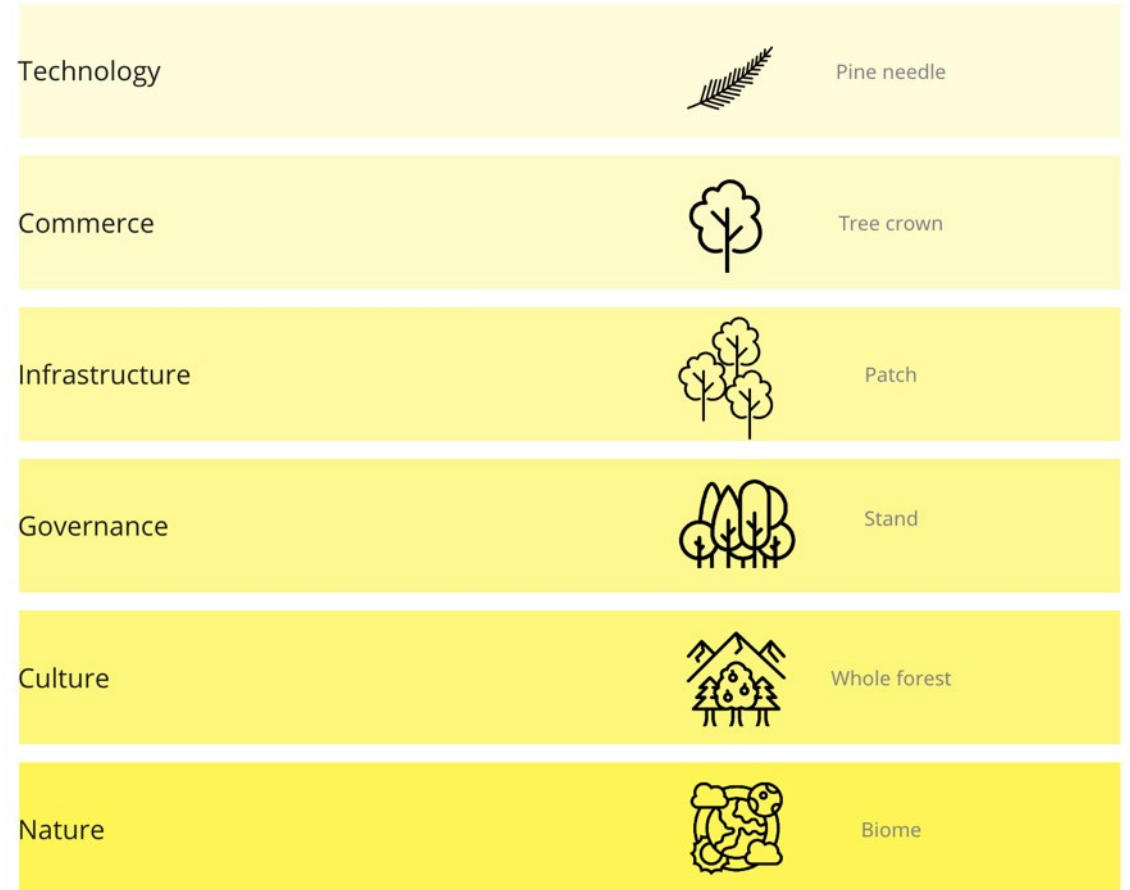 Technology
Pine needle
Commerce
Tree crown
Infrastructure
Patch
Governance
Stand
Culture
Whole forest
Nature
Biome